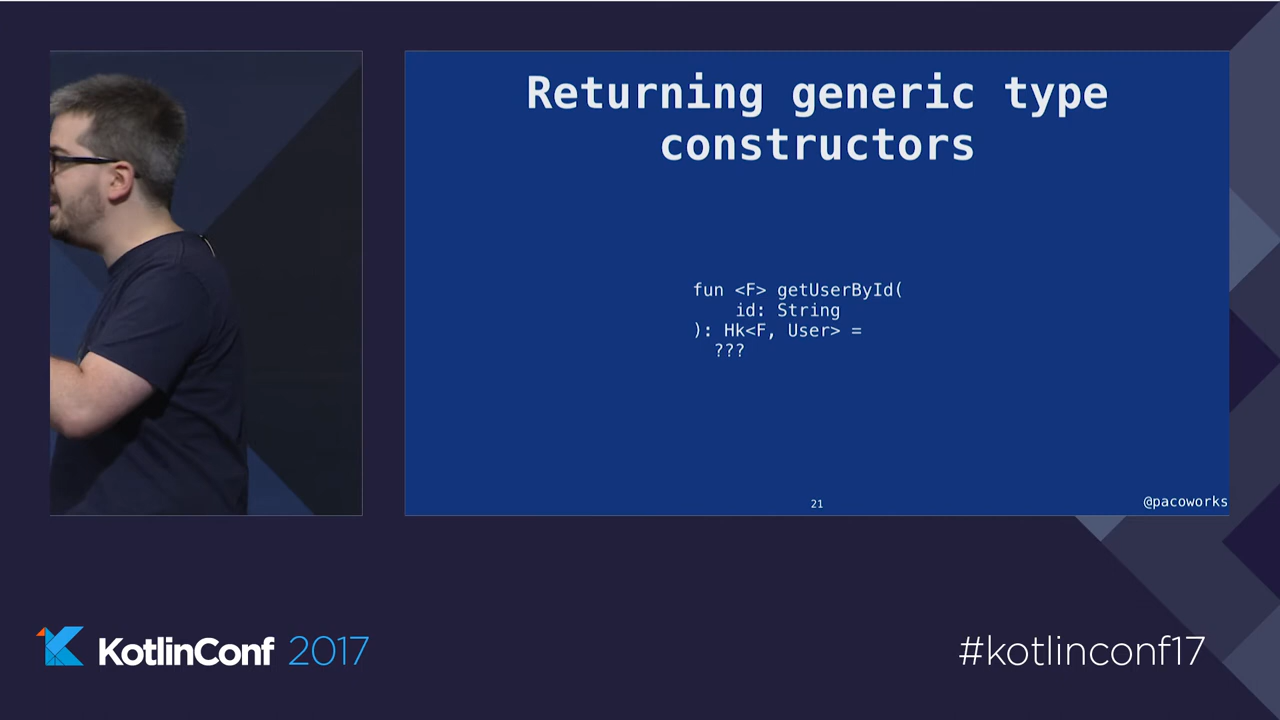 Returning generic type
constructors
fun <F> getUserById(
    id: String
): Hk<F, User> =
  ???
21
@pacoworks
KotlinConf 2017
#kotlinconf17